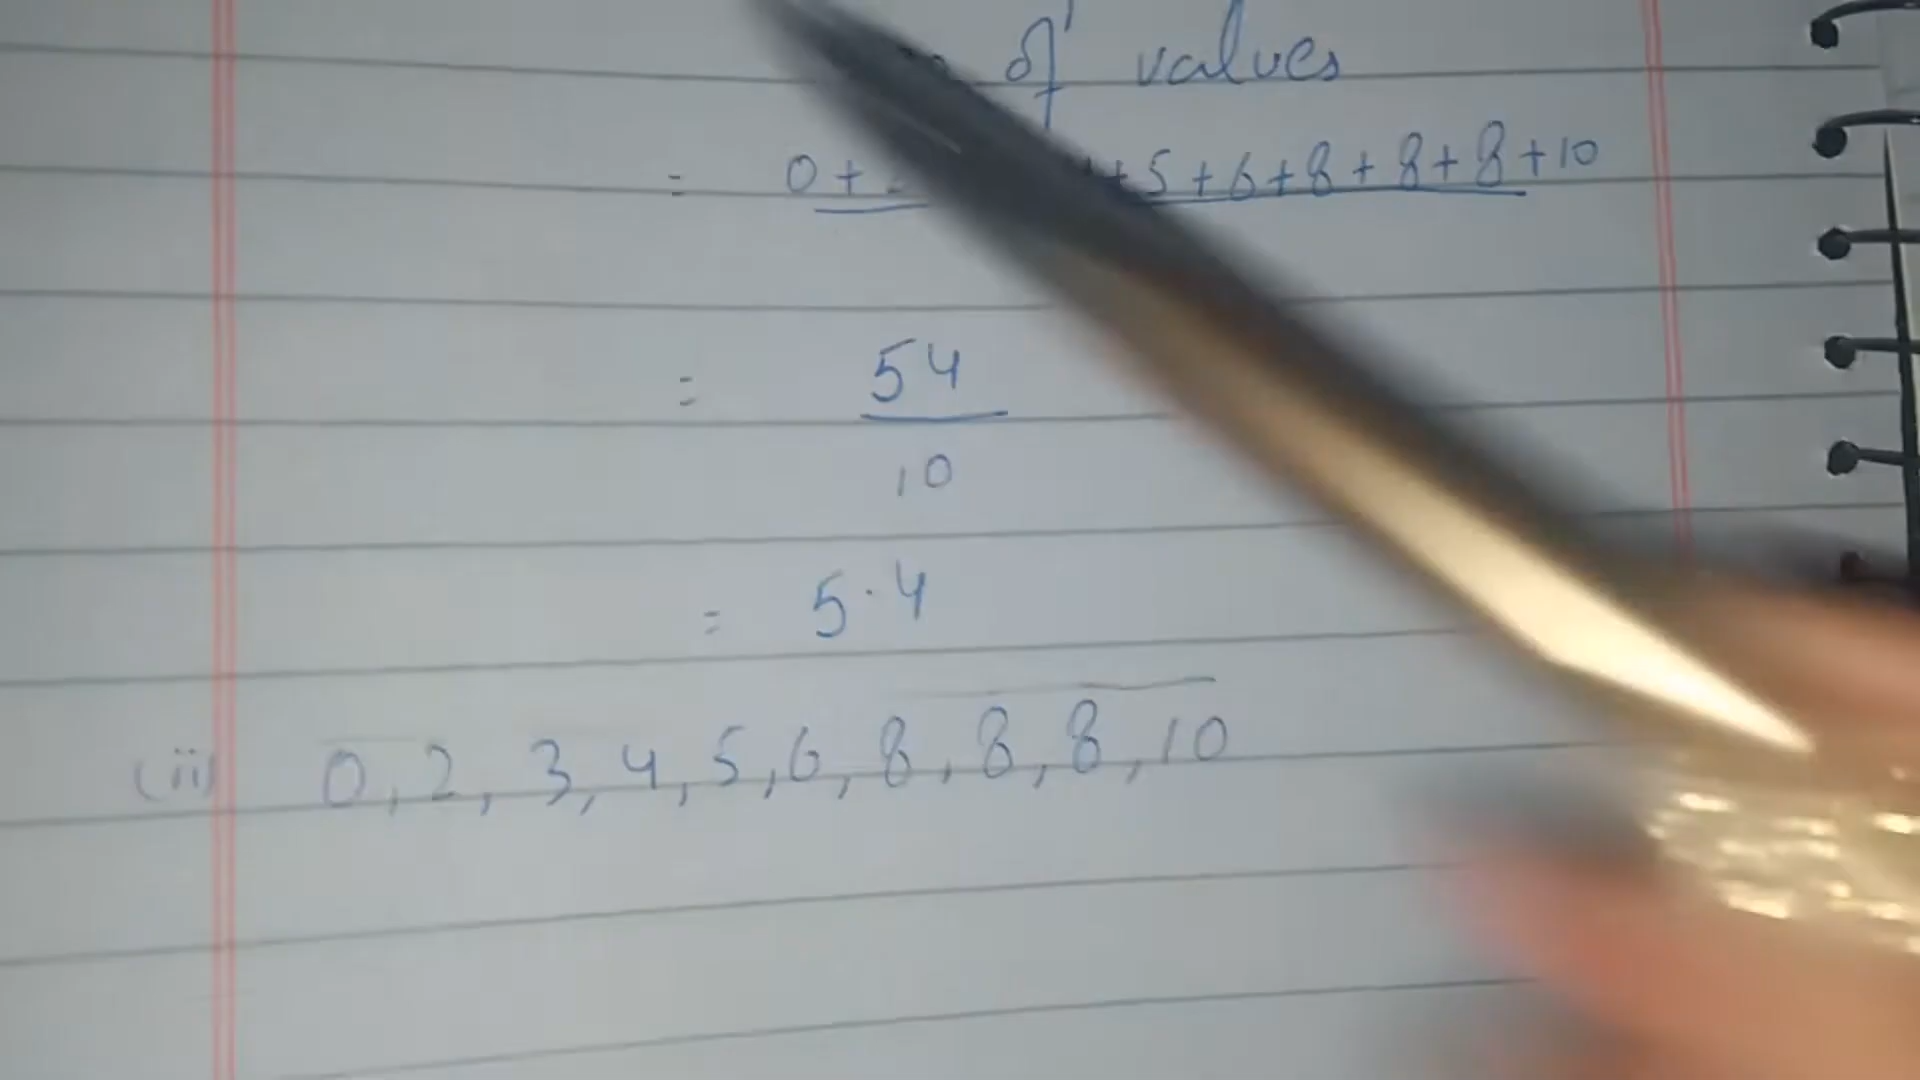 of values
= 0 + +5+6+8+8+8+10
= 54
10
= 5.4
(ii) 0, 2, 3, 4, 5, 6, 8, 8, 8, 10